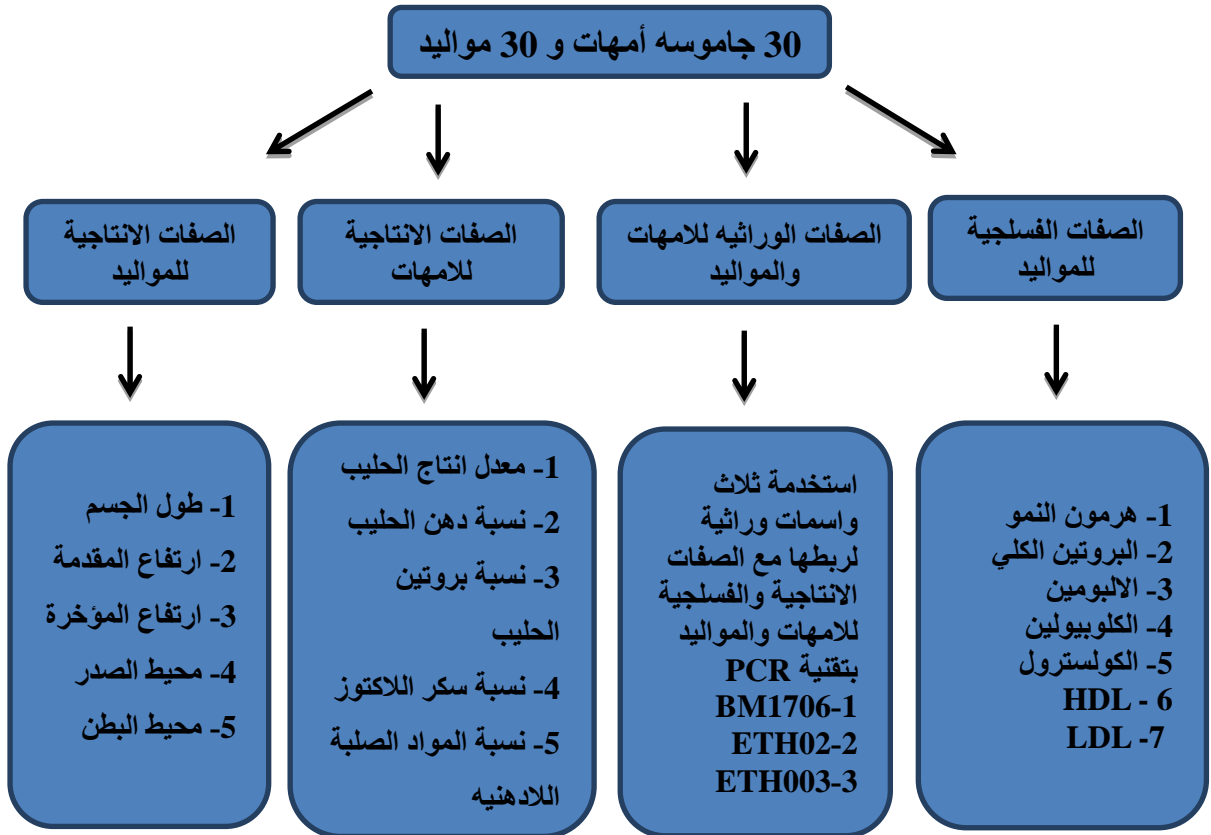 30 جاموسه أمهات و 30 مواليد
الصفات الفسلجية
للمواليد
الصفات الوراثيه للامهات
والمواليد
الصفات الانتاجية
للامهات
الصفات الانتاجية
للمواليد
1- هرمون النمو
2- البروتين الكلي
3- الالبومين
4- الكلوبيولين
5- الكولسترول
6 - HDL
7- LDL
استخدمة ثلاث
واسمات وراثية
لربطها مع الصفات
الانتاجية والفسلجية
للامهات والمواليد
بتقنية PCR
BM1706-1
ETH02-2
ETH003-3
1- معدل انتاج الحليب
2- نسبة دهن الحليب
3- نسبة بروتين
الحليب
4- نسبة سكر اللاكتوز
5- نسبة المواد الصلبة
اللادهنيه
1- طول الجسم
2- ارتفاع المقدمة
3- ارتفاع المؤخرة
4- محيط الصدر
5- محيط البطن